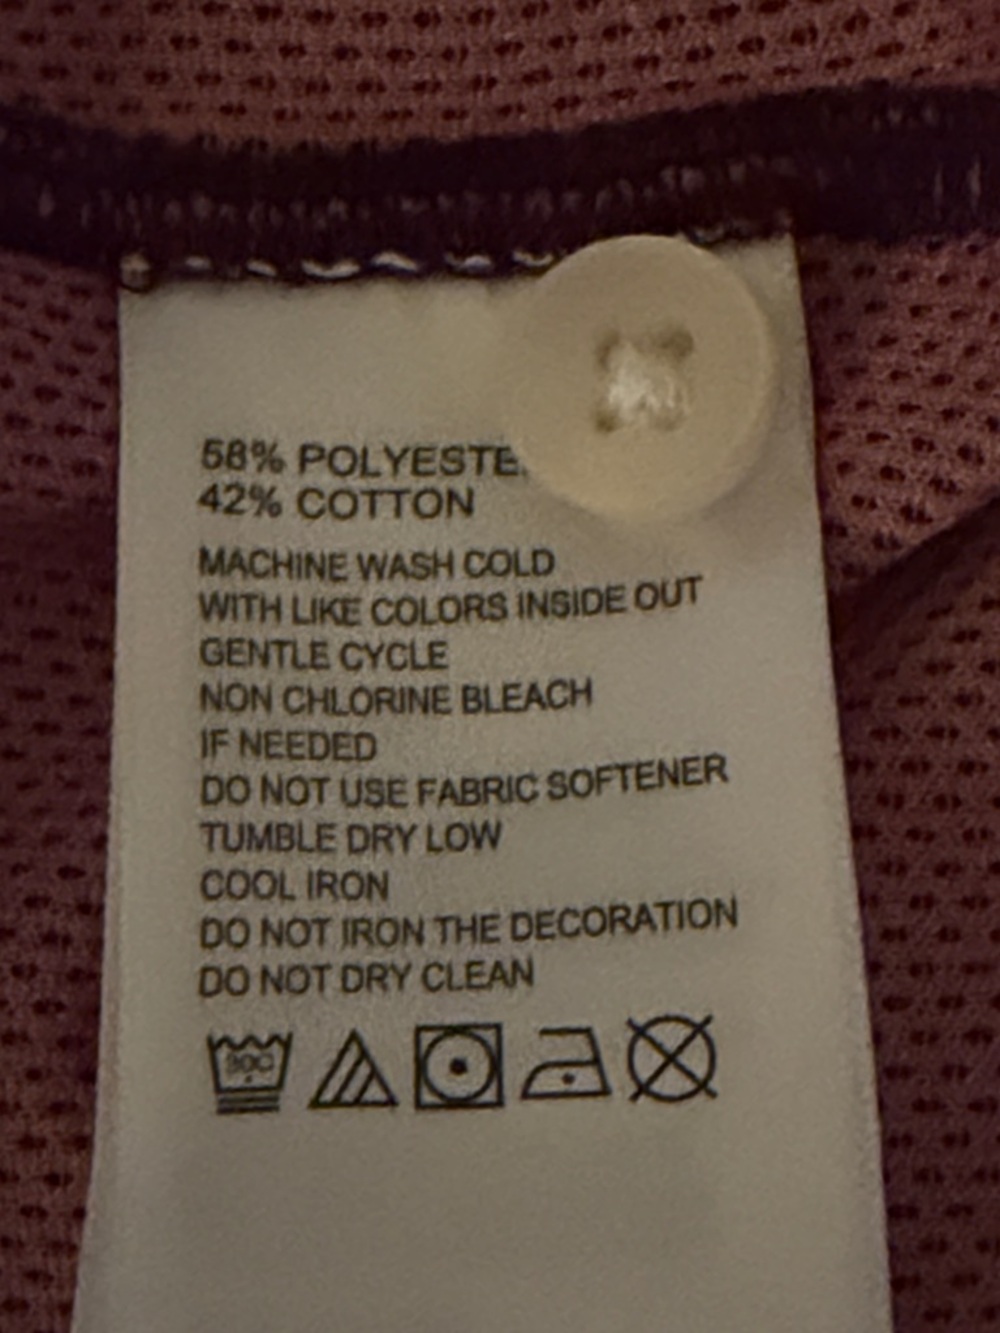 58% POLYESTE
42% COTTON
MACHINE WASH COLD
WITH LIKE COLORS INSIDE OUT
GENTLE CYCLE
NON CHLORINE BLEACH
IF NEEDED
DO NOT USE FABRIC SOFTENER
TUMBLE DRY LOW
COOL IRON
DO NOT IRON THE DECORATION
DO NOT DRY CLEAN
30C